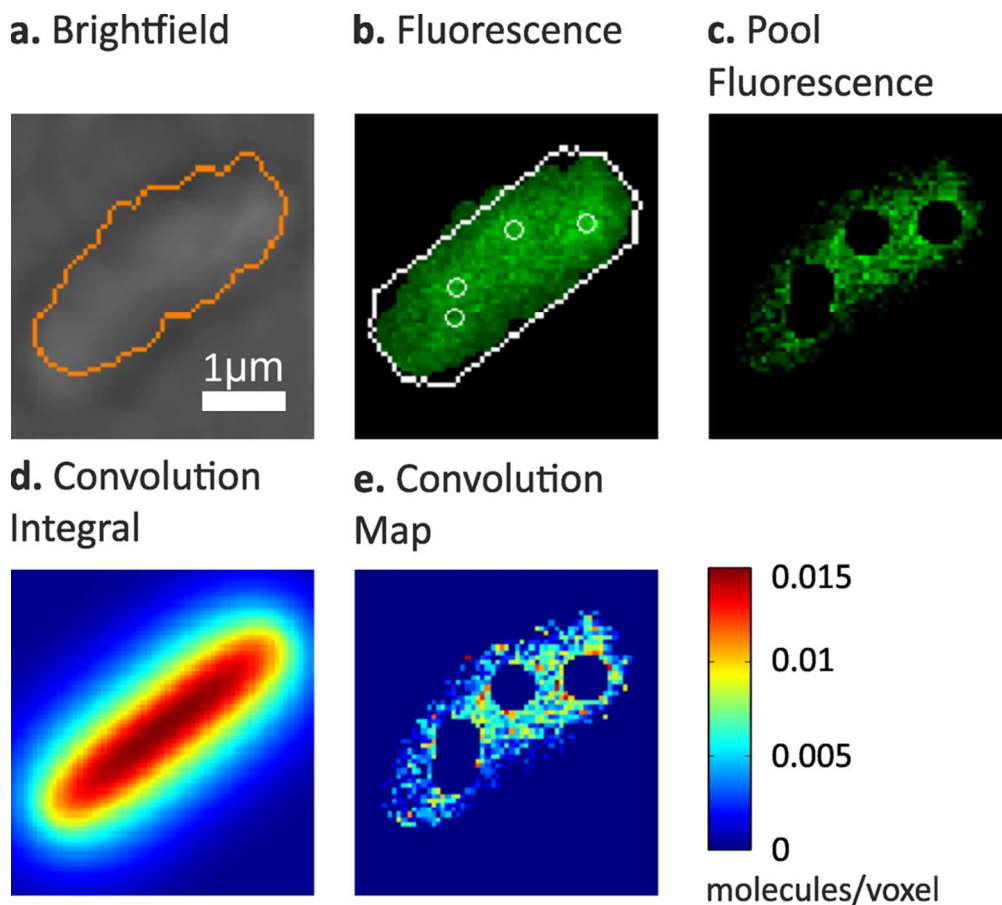 a. Brightfield
b. Fluorescence
c. Pool
Fluorescence
1μm
d. Convolution
Integral
e. Convolution
Map
0.015
0.01
0.005
0
molecules/voxel